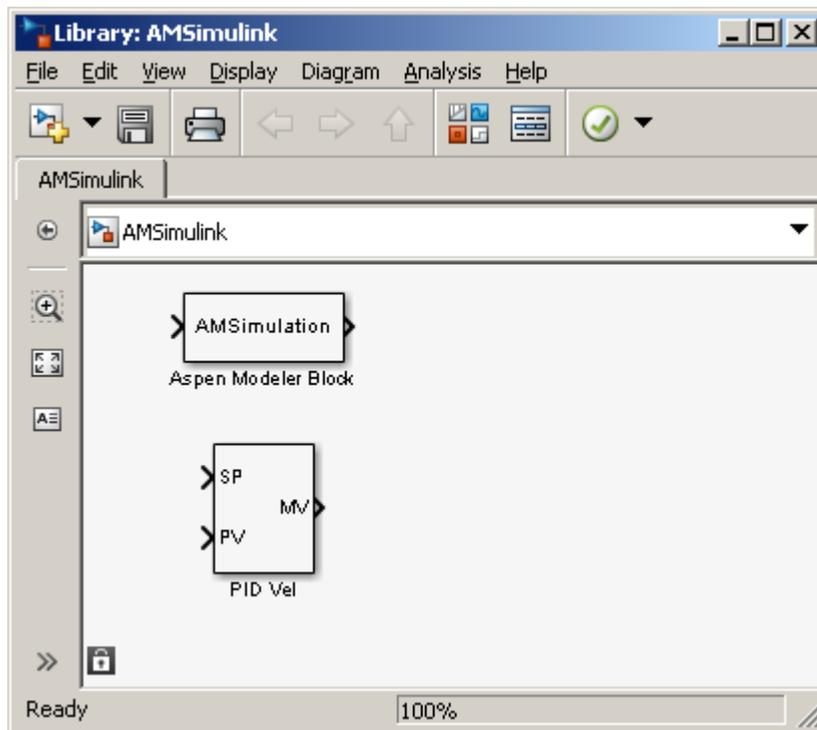 Library: AMSimulink
File Edit View Display Diagram Analysis Help
AMSimulink
AMSimulink
AMSimulation
Aspen Modeler Block
SP
MV
PV
PID Vel
Ready 100%